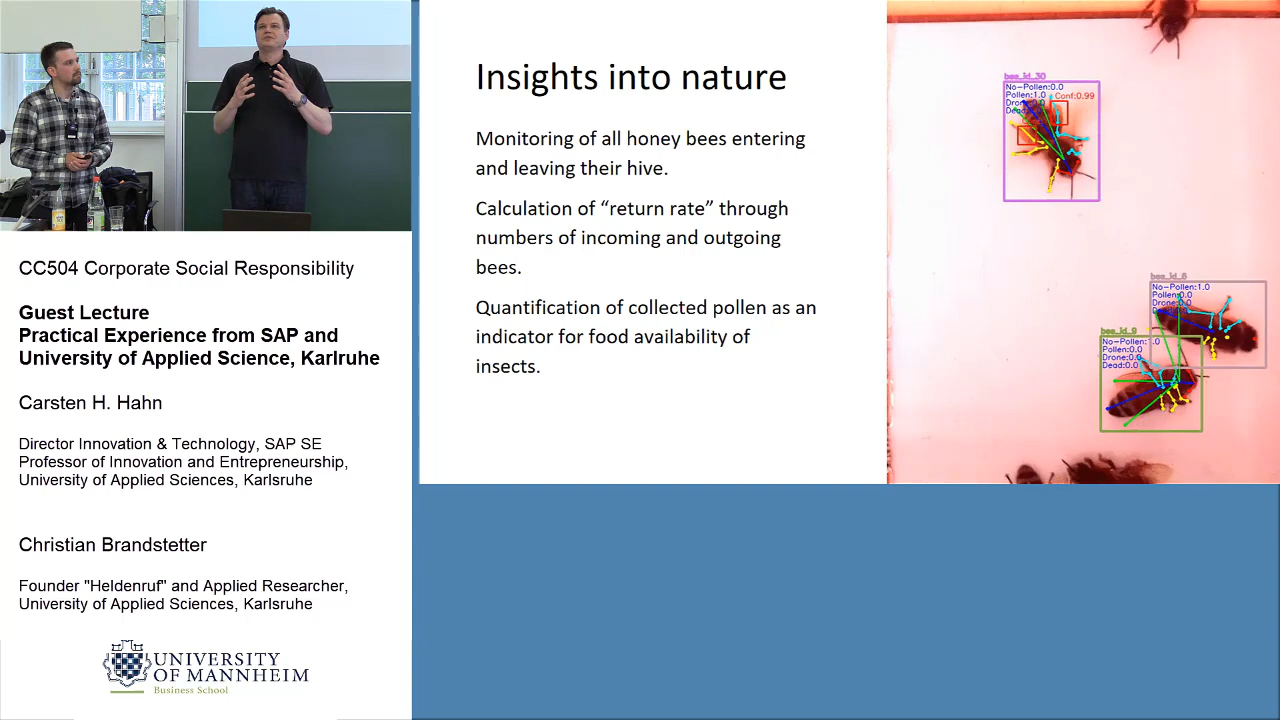 CC504 Corporate Social Responsibility
Guest Lecture
Practical Experience from SAP and
University of Applied Science, Karlsruhe
Carsten H. Hahn
Director Innovation & Technology, SAP SE
Professor of Innovation and Entrepreneurship,
University of Applied Sciences, Karlsruhe
Christian Brandstetter
Founder "Heldenruf" and Applied Researcher,
University of Applied Sciences, Karlsruhe
UNIVERSITY
OF MANNHEIM
Business School
Insights into nature
Monitoring of all honey bees entering
and leaving their hive.
Calculation of “return rate” through
numbers of incoming and outgoing
bees.
Quantification of collected pollen as an
indicator for food availability of
insects.
bee_id_30
No-Pollen:0.0
Pollen:1.0
Conf:0.99
bee_id_6
No-Pollen:1.0
Pollen:0.0
Drone:0.0
bee_id_9
No-Pollen:1.0
Pollen:0.0
Drone:0.0
Dead:0.0